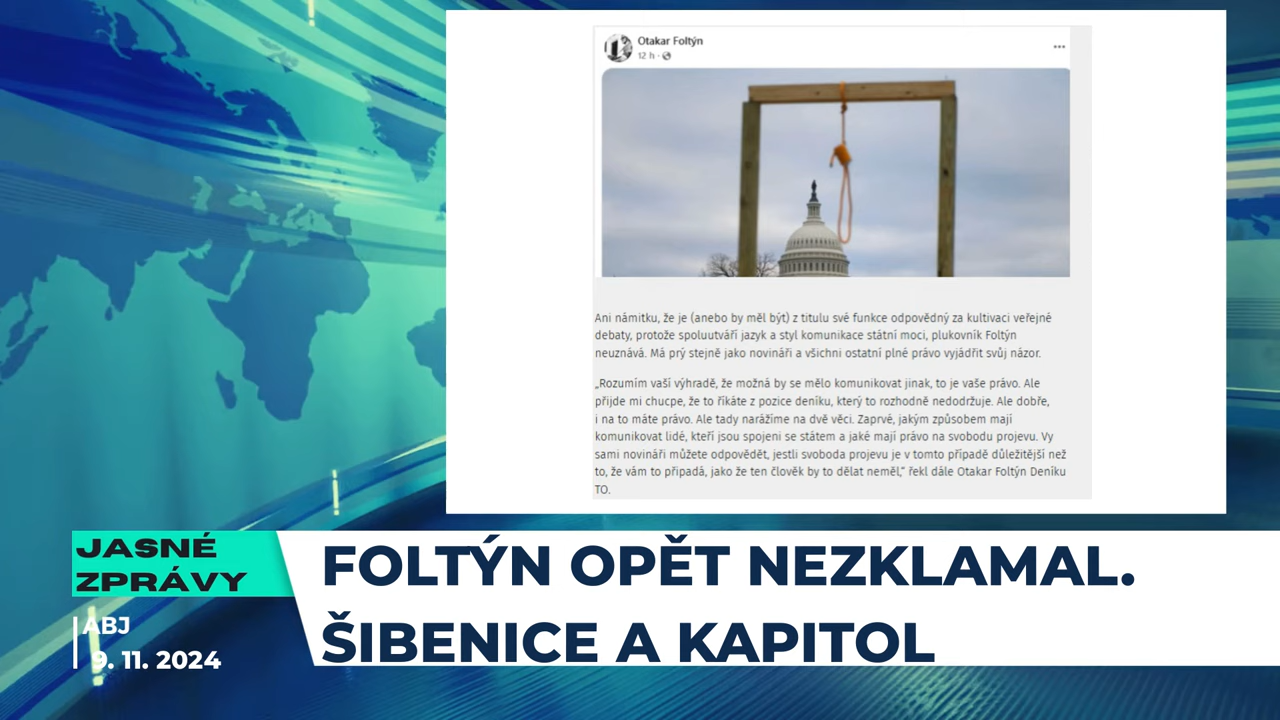 Otakar Foltýn
12 h
Ani námitku, že je (anebo by měl být) z titulu své funkce odpovědný za kultivaci veřejné
debaty, protože spoluutváří jazyk a styl komunikace státní moci, plukovník Foltýn
neuznává. Má prý stejně jako novináři a všichni ostatní plné právo vyjádřit svůj názor.
„Rozumím vaší výhradě, že možná by se mělo komunikovat jinak, to je vaše právo. Ale
přijde mi chucpe, že to říkáte z pozice deníku, který to rozhodně nedodržuje. Ale dobře,
i na to máte právo. Ale tady narážíme na dvě věci. Zaprvé, jakým způsobem mají
komunikovat lidé, kteří jsou spojeni se státem a jaké mají právo na svobodu projevu. Vy
sami novináři můžete odpovědět, jestli svoboda projevu je v tomto případě důležitější než
to, že vám to připadá, jako že ten člověk by to dělat neměl,“ řekl dále Otakar Foltýn Deníku
TO.
JASNÉ
ZPRÁVY
FOLTÝN OPĚT NEZKLAMAL.
ŠIBENICE A KAPITOL
ABJ
9. 11. 2024